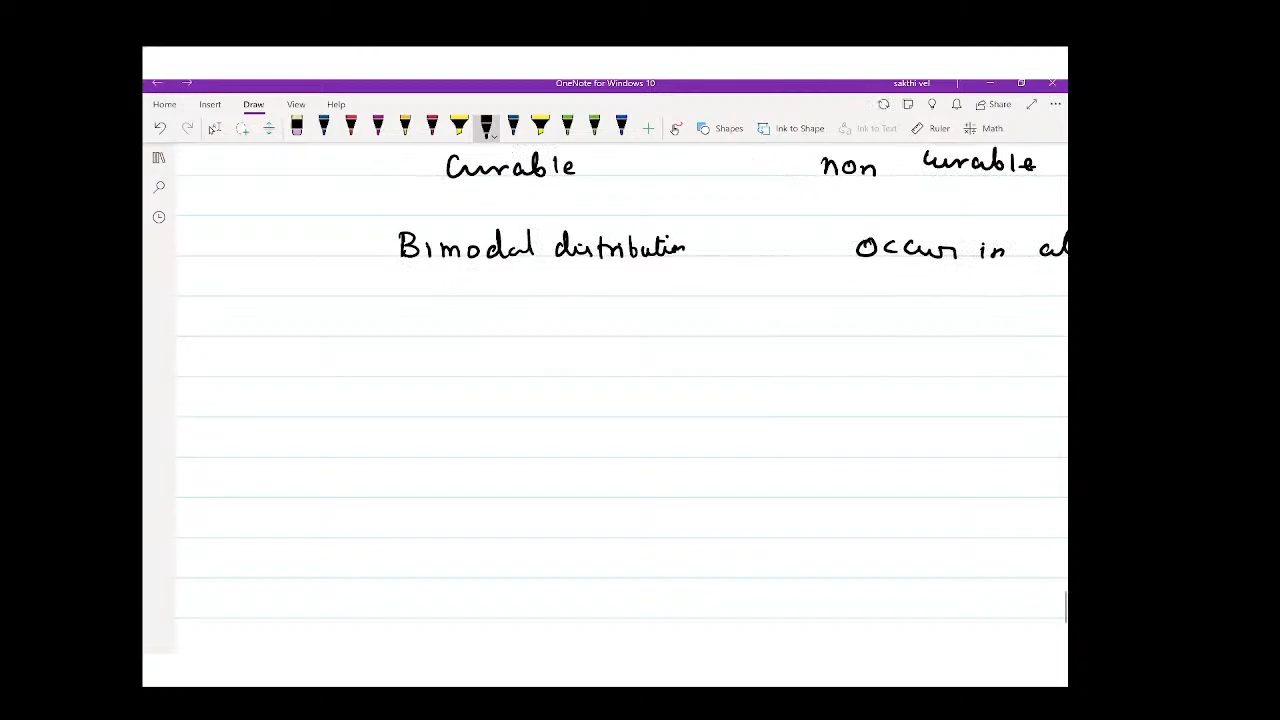 OneNote for Windows 10
sakthi vel
Home Insert Draw View Help
Share
Shapes Ink to Shape Ink to Text Ruler Math
Curable non Curable
Bimodal distribution Occur in